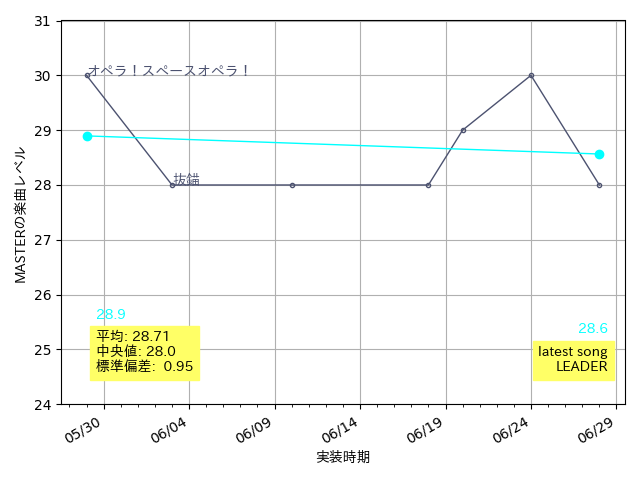 31
30
29
28
27
26
25
24
MASTERの楽曲レベル
オペラ！スペースオペラ！
抜錨
28.9
平均: 28.71
中央値: 28.0
標準偏差: 0.95
28.6
latest song
LEADER
05/30
06/04
06/09
06/14
06/19
06/24
06/29
実装時期